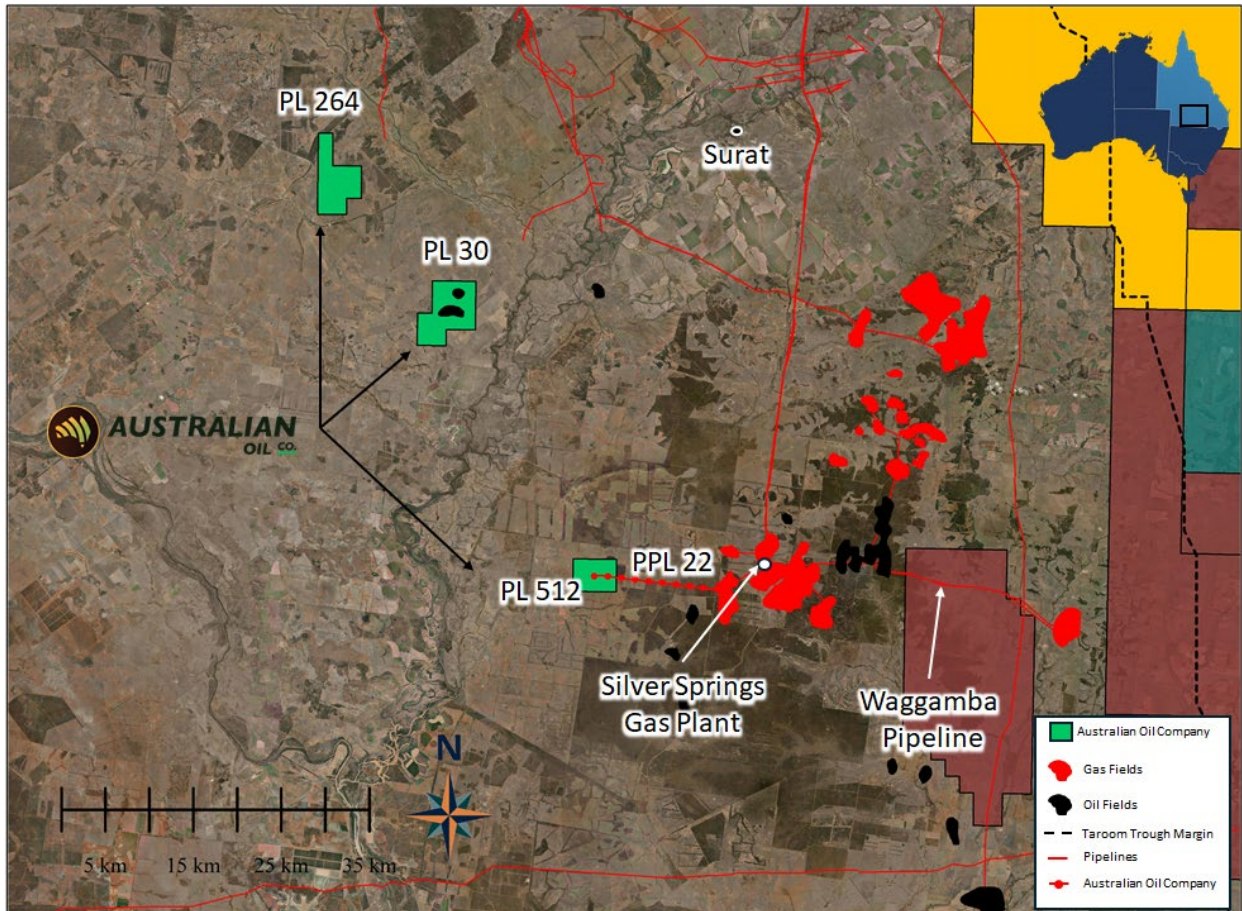 PL 264
Surat
PL 30
AUSTRALIAN
OIL CO.
PPL 22
PL 512
Silver Springs
Gas Plant
Waggamba
Pipeline
N
5 km 15 km 25 km 35 km
Australian Oil Company
Gas Fields
Oil Fields
Taroom Trough Margin
Pipelines
Australian Oil Company